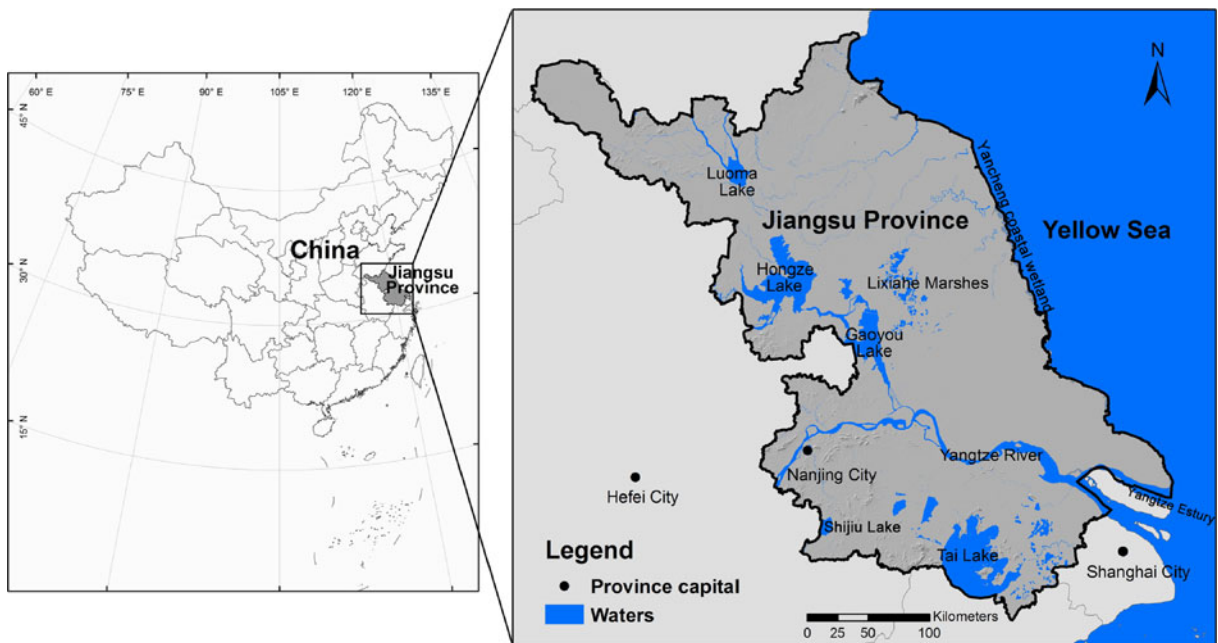 60° E
75° E
90° E
105° E
120° E
135° E
45° N
30° N
15° N
China
Jiangsu
Province
N
Luoma
Lake
Jiangsu Province
Yancheng coastal wetland
Yellow Sea
Hongze
Lake
Lixiahe Marshes
Gaoyou
Lake
Nanjing City
Yangtze River
Hefei City
Yangtze Estury
Shijiu Lake
Tai Lake
Shanghai City
Legend
Province capital
Waters
Kilometers
0 25 50 100